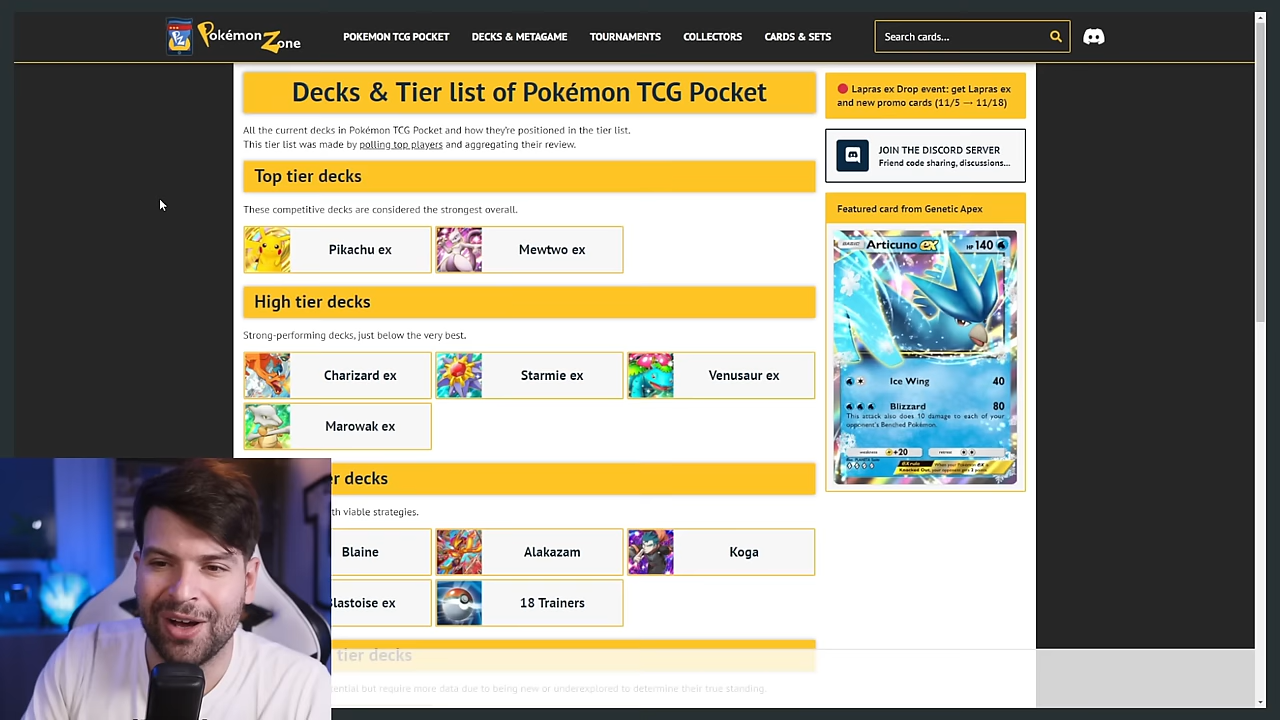 Pokémon Zone
POKEMON TCG POCKET
DECKS & METAGAME
TOURNAMENTS
COLLECTORS
CARDS & SETS
Search cards...
Decks & Tier list of Pokémon TCG Pocket
All the current decks in Pokémon TCG Pocket and how they're positioned in the tier list.
This tier list was made by polling top players and aggregating their review.
Top tier decks
These competitive decks are considered the strongest overall.
Pikachu ex
Mewtwo ex
High tier decks
Strong-performing decks, just below the very best.
Charizard ex
Starmie ex
Venusaur ex
Marowak ex
er decks
th viable strategies.
Blaine
Alakazam
Koga
lastoise ex
18 Trainers
tier decks
ential but require more data due to being new or underexplored to determine their true standing.
Lapras ex Drop event: get Lapras ex
and new promo cards (11/5 → 11/18)
JOIN THE DISCORD SERVER
Friend code sharing, discussions...
Featured card from Genetic Apex
BASIC Articuno ex HP 140
Ice Wing 40
Blizzard 80
This attack also does 10 damage to each of your
opponent's Benched Pokémon.
weakness +20 retreat
ex rule